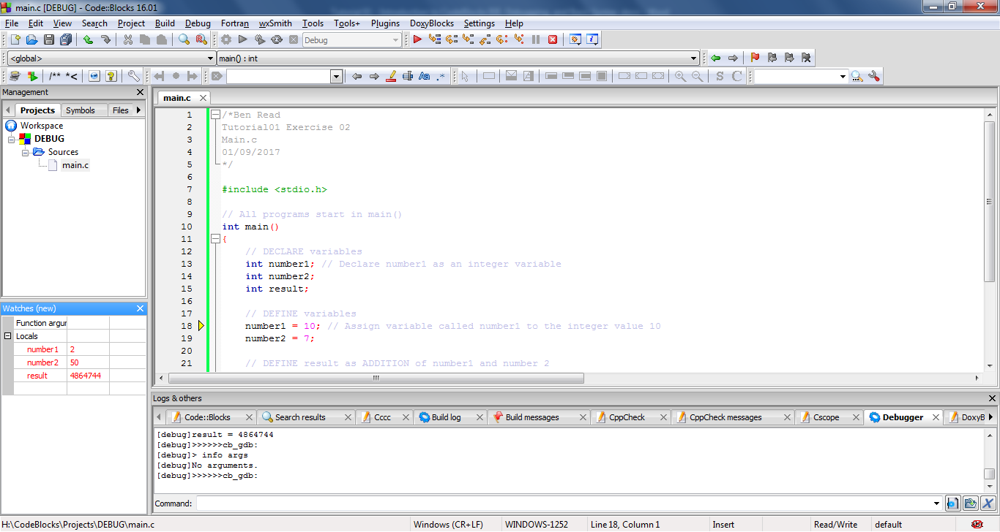 main.c [DEBUG] - Code::Blocks 16.01
File Edit View Search Project Build Debug Fortran wxSmith Tools Tools+ Plugins DoxyBlocks Settings Help
Debug
<global> main() : int
/** *<
Aa .*
S C
Management
main.c
Projects Symbols Files
Workspace
DEBUG
Sources
main.c
1 /*Ben Read
2 Tutorial01 Exercise 02
3 Main.c
4 01/09/2017
5 */
6
7 #include <stdio.h>
8
9 // All programs start in main()
10 int main()
11 {
12 // DECLARE variables
13 int number1; // Declare number1 as an integer variable
14 int number2;
15 int result;
16
17 // DEFINE variables
18 number1 = 10; // Assign variable called number1 to the integer value 10
19 number2 = 7;
20
21 // DEFINE result as ADDITION of number1 and number 2
Watches (new)
Function argur
Locals
number1 2
number2 50
result 4864744
Logs & others
Code::Blocks Search results Cccc Build log Build messages CppCheck CppCheck messages Cscope Debugger DoxyB
[debug]result = 4864744
[debug]>>>>>>cb_gdb:
[debug]> info args
[debug]No arguments.
[debug]>>>>>>cb_gdb:
Command:
H:\CodeBlocks\Projects\DEBUG\main.c Windows (CR+LF) WINDOWS-1252 Line 18, Column 1 Insert Read/Write default abc